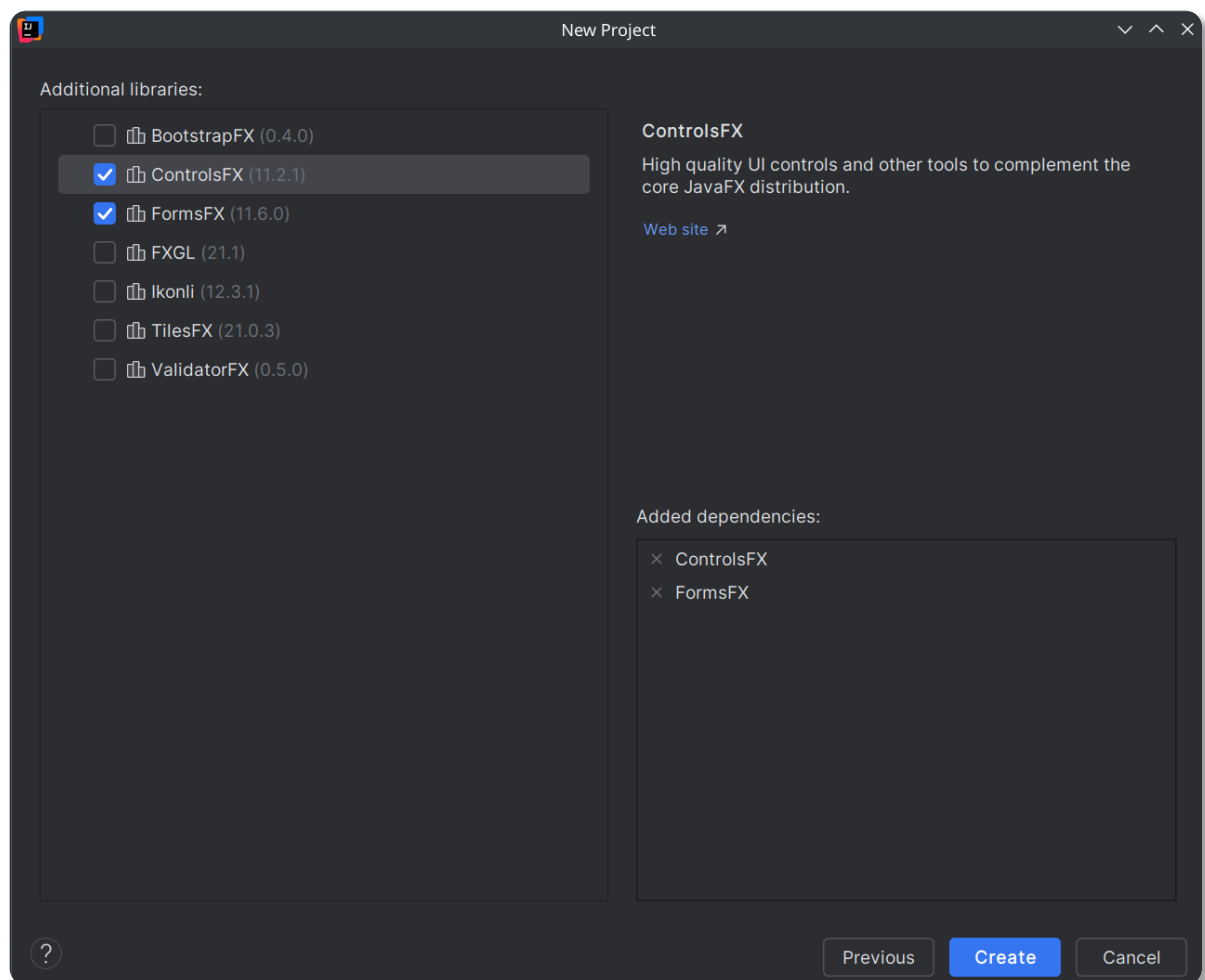 New Project
Additional libraries:
BootstrapFX (0.4.0)
ControlsFX (11.2.1)
FormsFX (11.6.0)
FXGL (21.1)
Ikonli (12.3.1)
TilesFX (21.0.3)
ValidatorFX (0.5.0)
ControlsFX
High quality UI controls and other tools to complement the
core JavaFX distribution.
Web site ↗
Added dependencies:
× ControlsFX
× FormsFX
?
Previous
Create
Cancel